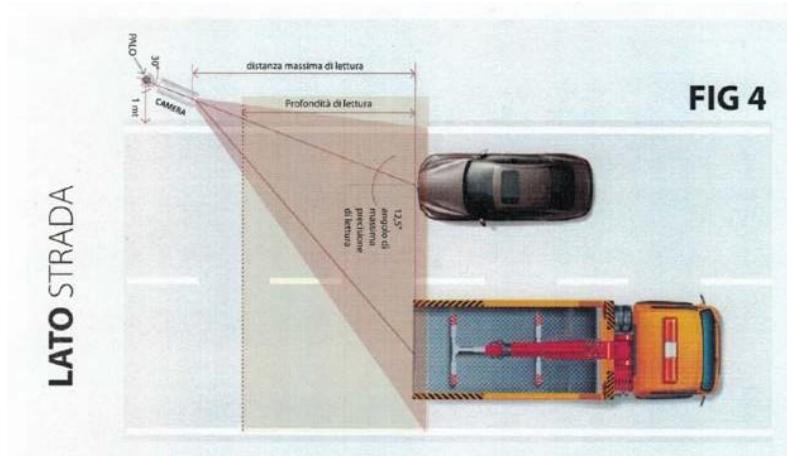 PALO
30°
distanza massima di lettura
CAMERA
1 mt
Profondità di lettura
FIG 4
12,5°
angolo di
massima
precisione
di lettura
LATO STRADA